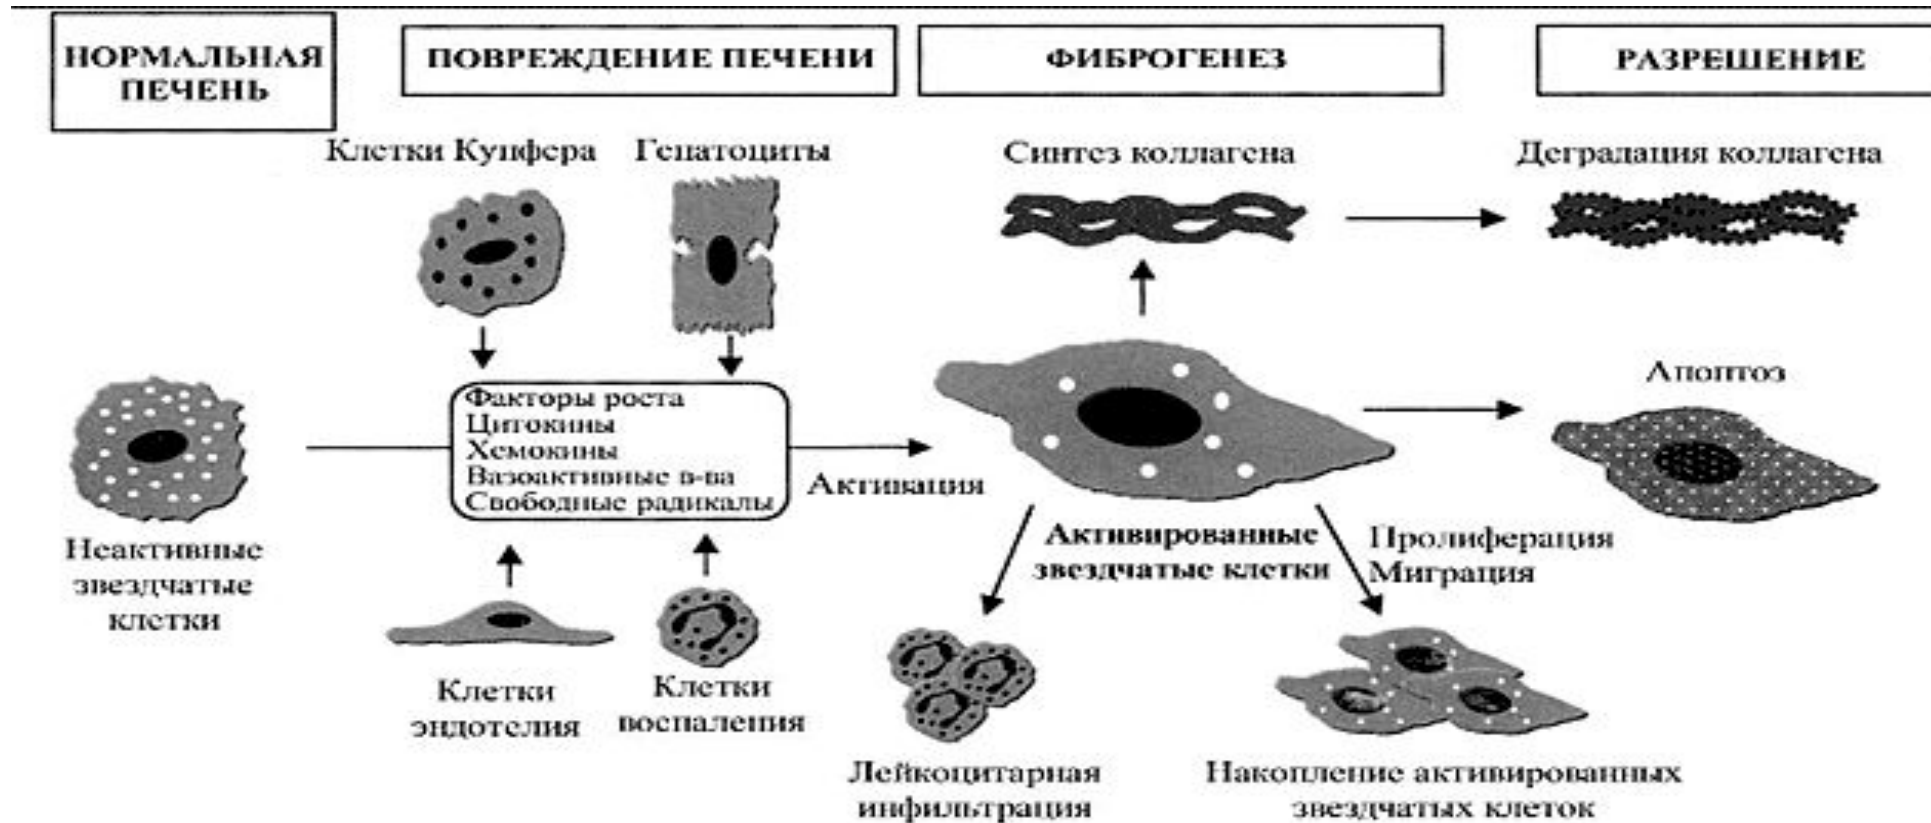 НОРМАЛЬНАЯ
ПЕЧЕНЬ
ПОВРЕЖДЕНИЕ ПЕЧЕНИ
ФИБРОГЕНЕЗ
РАЗРЕШЕНИЕ
Клетки Купфера
Гепатоциты
Синтез коллагена
Деградация коллагена
Факторы роста
Цитокины
Хемокины
Вазоактивные в-ва
Свободные радикалы
Активация
Апоптоз
Неактивные
звездчатые
клетки
Активированные
звездчатые клетки
Пролиферация
Миграция
Клетки
эндотелия
Клетки
воспаления
Лейкоцитарная
инфильтрация
Накопление активированных
звездчатых клеток